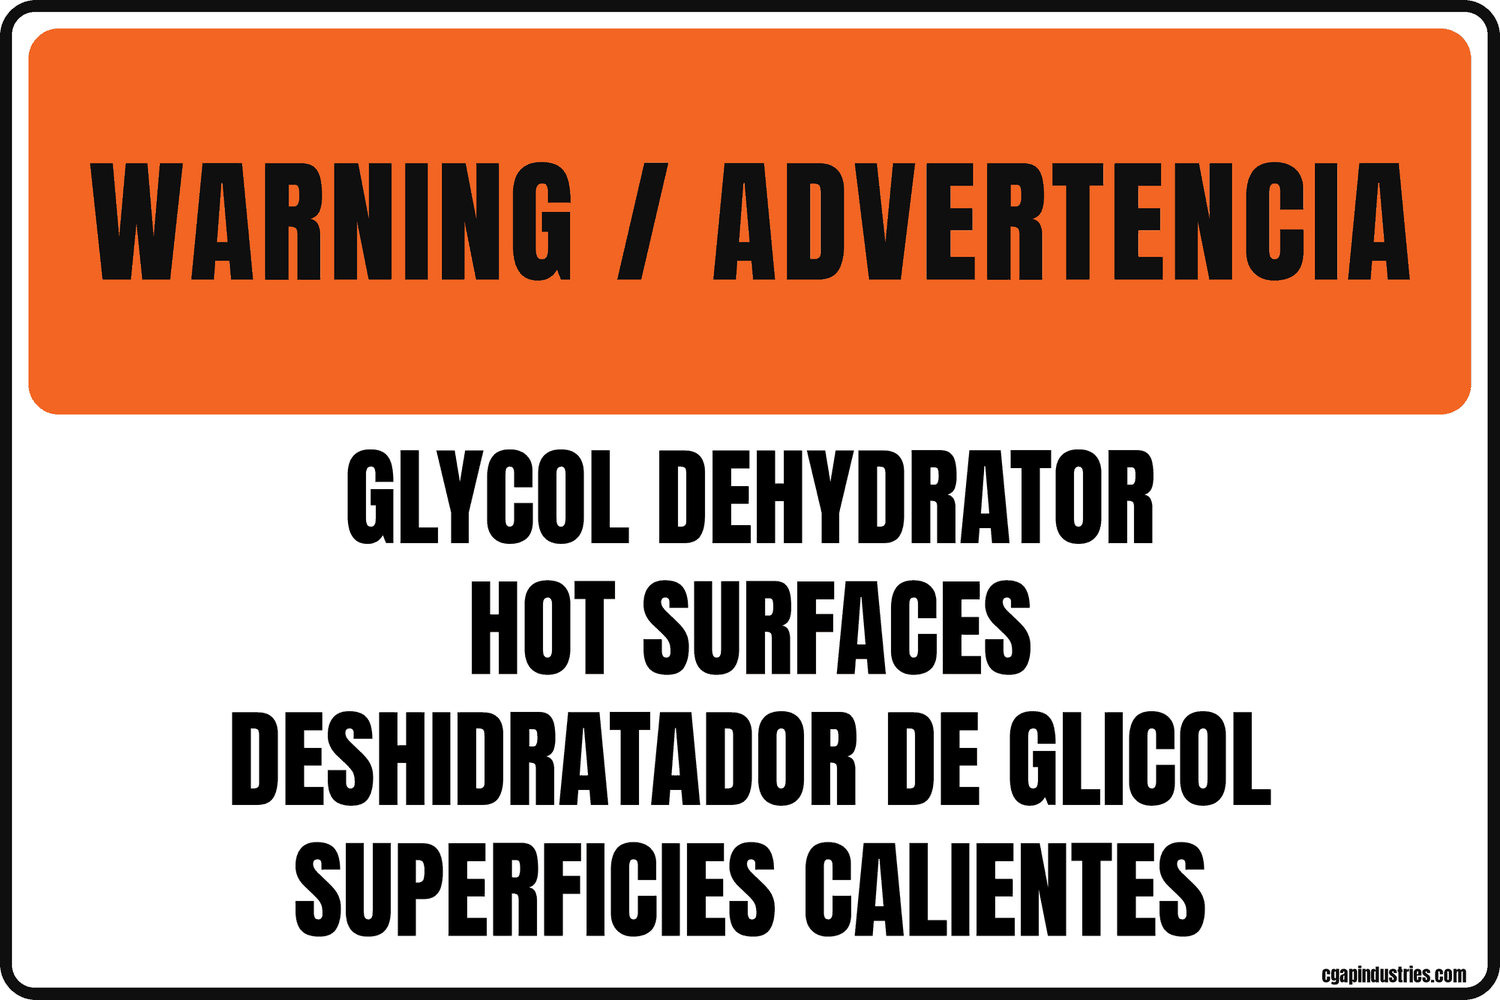 WARNING / ADVERTENCIA
GLYCOL DEHYDRATOR
HOT SURFACES
DESHIDRATADOR DE GLICOL
SUPERFICIES CALIENTES
cgapindustries.com